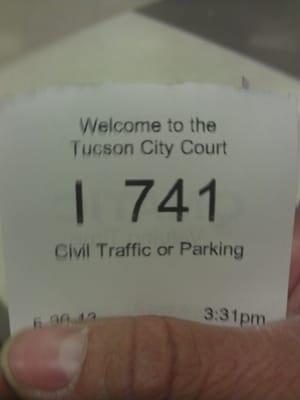 Welcome to the
Tucson City Court
I 741
Civil Traffic or Parking
3:31pm